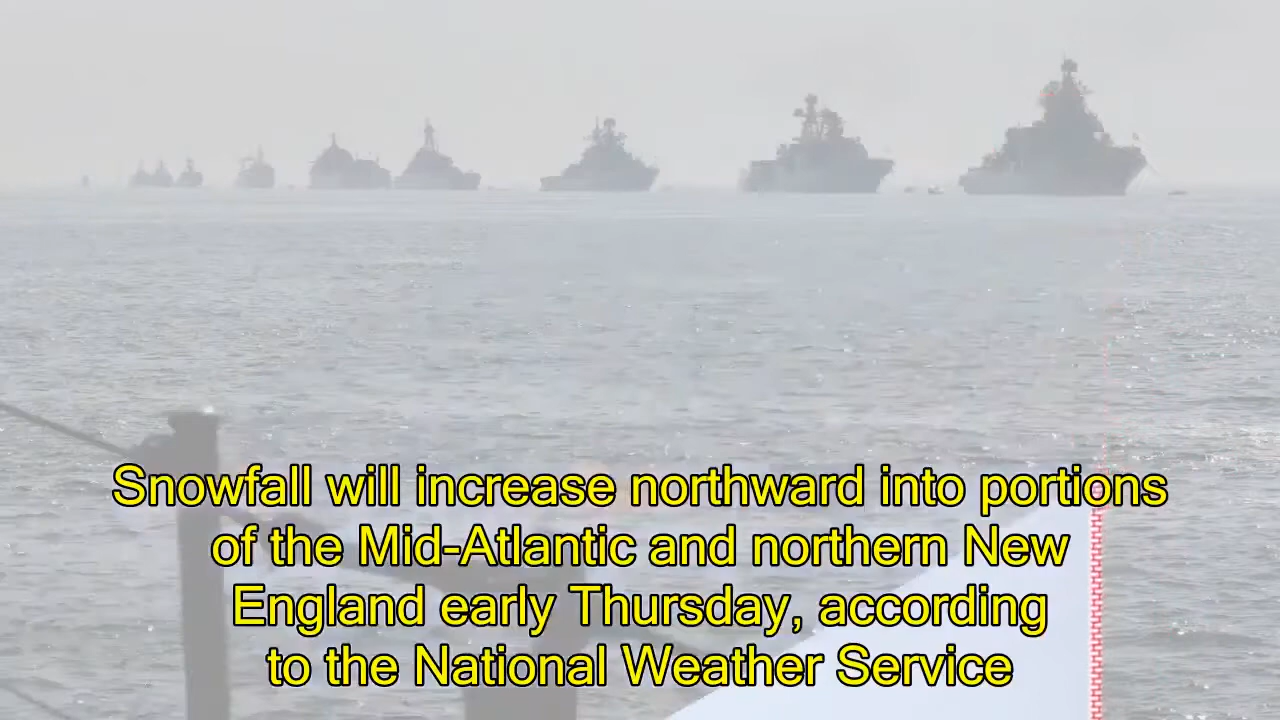 Snowfall will increase northward into portions
of the Mid-Atlantic and northern New
England early Thursday, according
to the National Weather Service